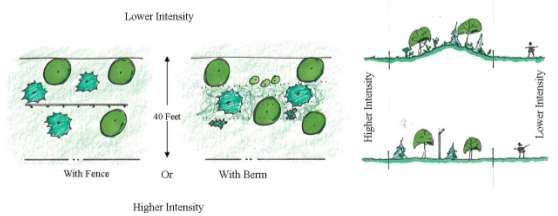 Lower Intensity
40 Feet
With Fence
Or
With Berm
Higher Intensity
Higher Intensity
Lower Intensity